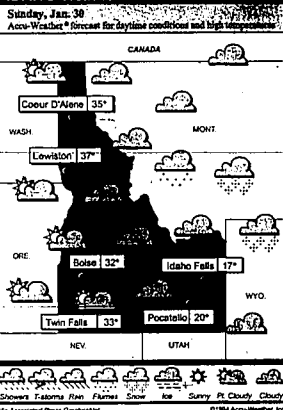 Sunday, Jan. 30
Accu-Weather® forecast for daytime conditions and high temperatures
CANADA
Coeur D'Alene 35°
WASH.
MONT.
Lewiston 37°
ORE.
Boise 32°
Idaho Falls 17°
WYO.
Twin Falls 33°
Pocatello 20°
NEV.
UTAH
Showers T-storms Rain Flurries Snow Ice Sunny Pt. Cloudy Cloudy
Associated Press
©1994 Accu-Weather, Inc.